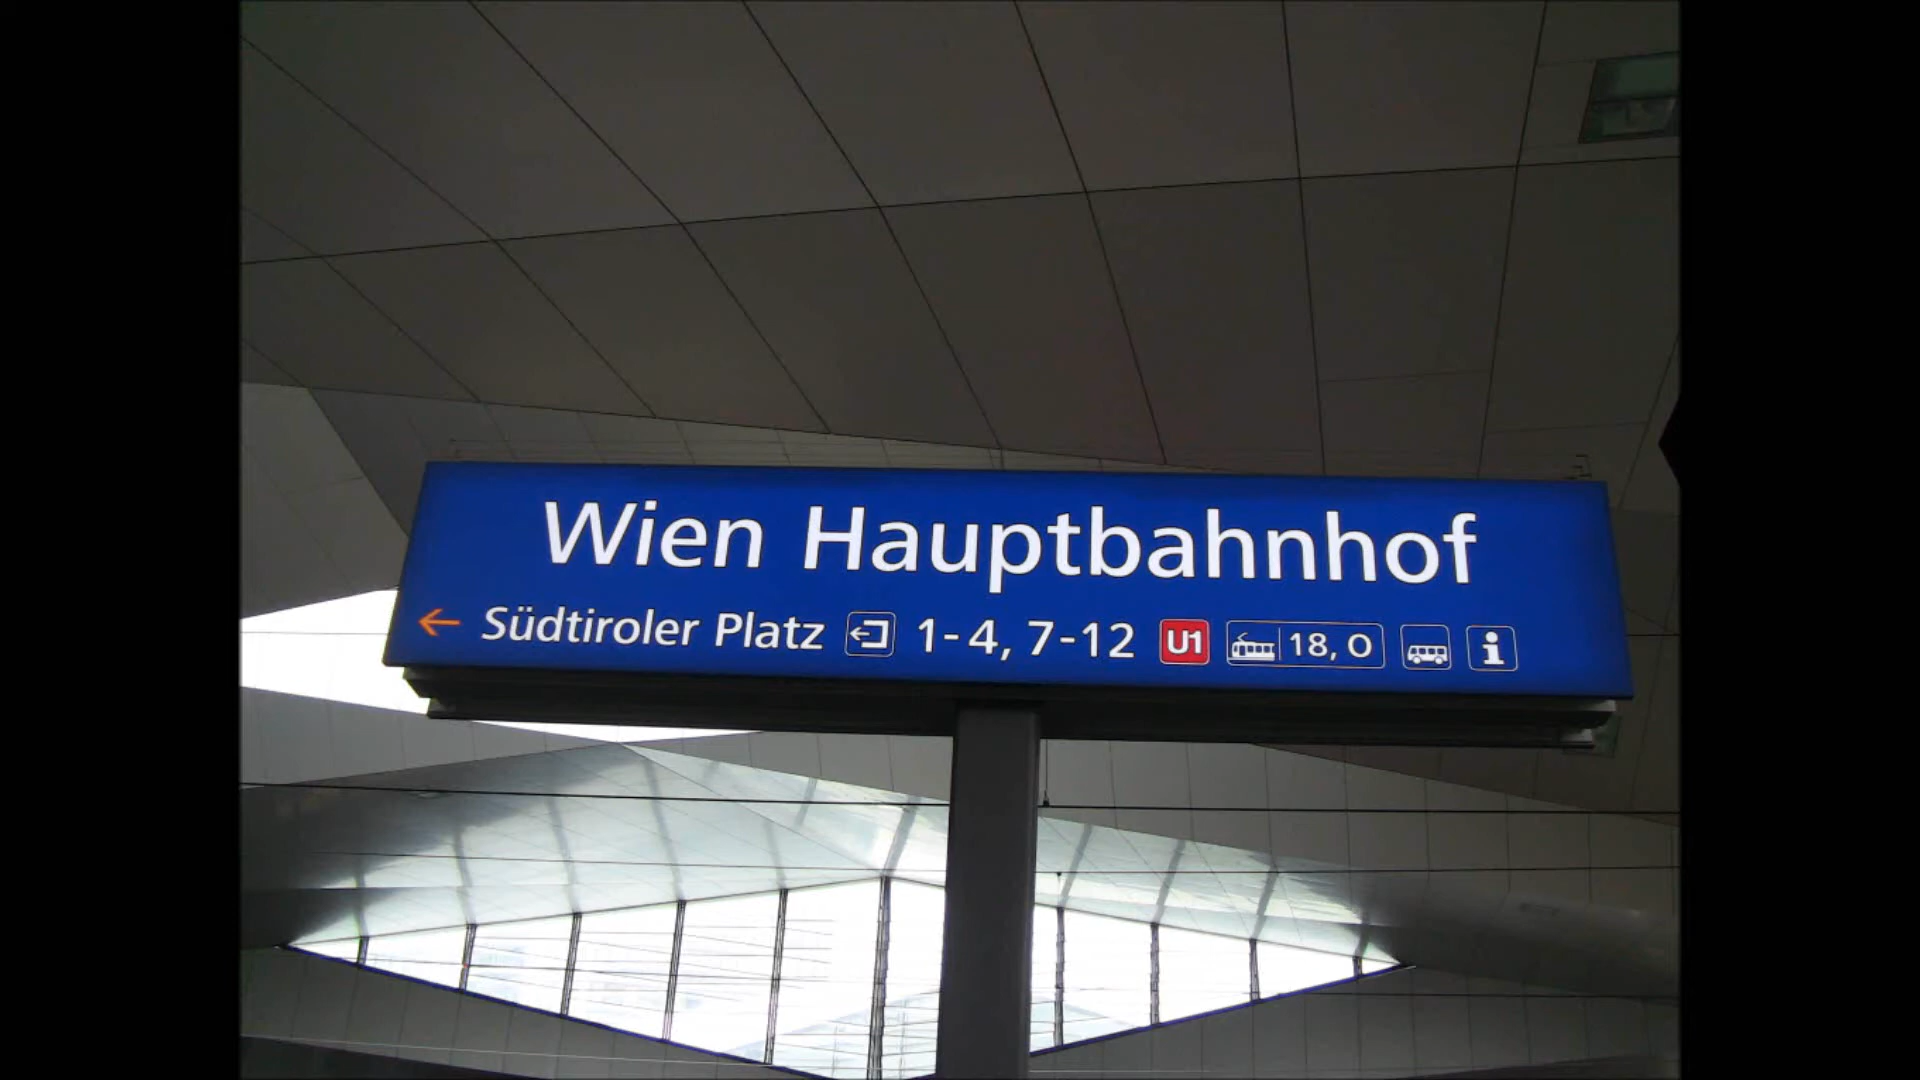 Wien Hauptbahnhof
← Südtiroler Platz 1-4, 7-12 U1 18, O i